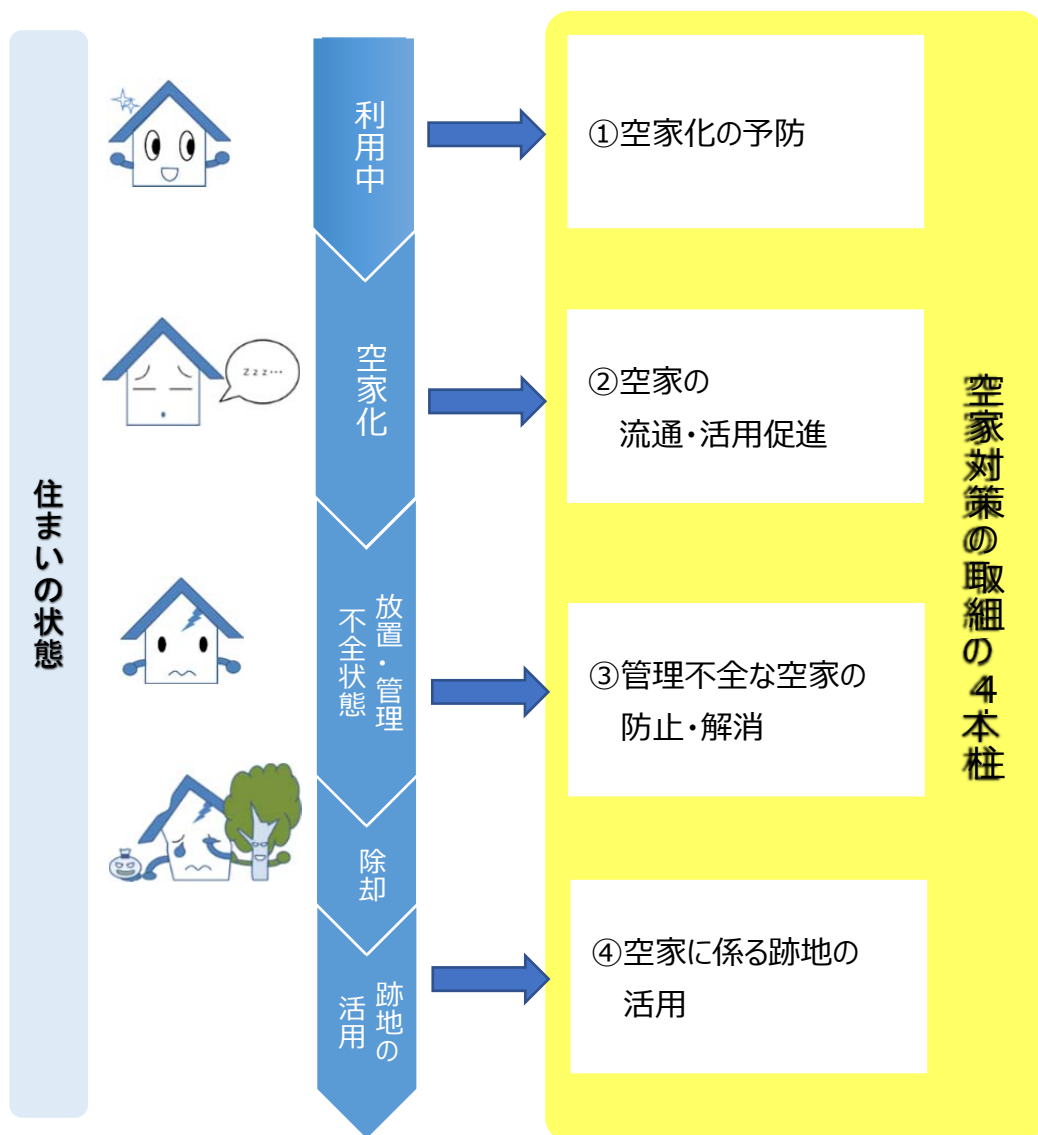 住まいの状態
利用中
①空家化の予防
空家化
zzz…
②空家の
流通・活用促進
放置・管理
不全状態
③管理不全な空家の
防止・解消
除却
跡地の
活用
④空家に係る跡地の
活用
空家対策の取組の４本柱